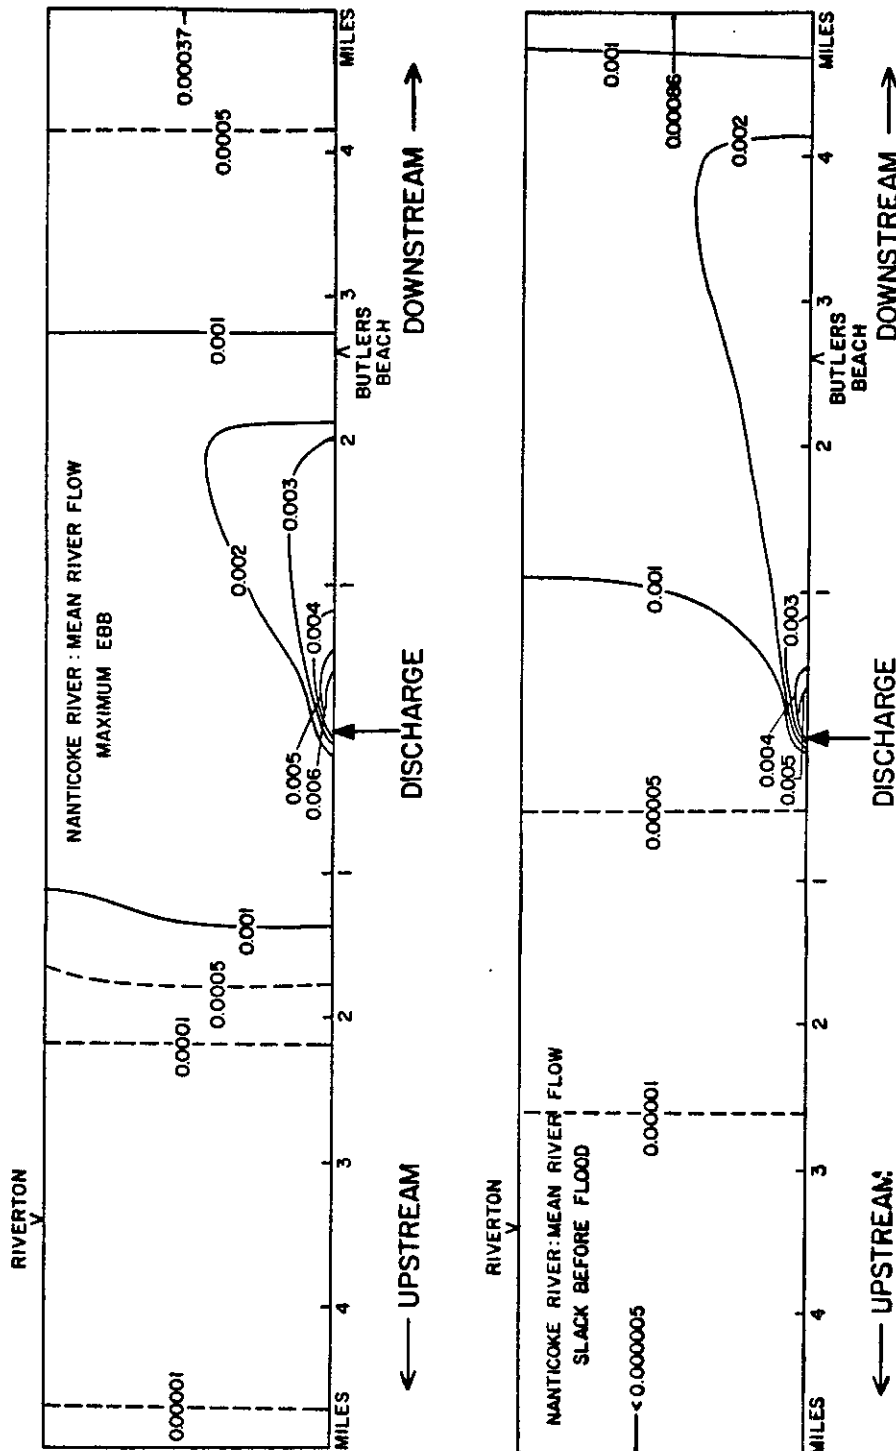 RIVERTON
NANTICOKE RIVER: MEAN RIVER FLOW
MAXIMUM EBB
0.00001
0.0001
0.0005
0.001
0.005
0.006
0.004
0.002
0.003
0.001
0.0005
0.00037
MILES
4
3
2
1
1
2
3
4
MILES
BUTLERS
BEACH
← UPSTREAM
DISCHARGE
DOWNSTREAM →
RIVERTON
NANTICOKE RIVER: MEAN RIVER FLOW
SLACK BEFORE FLOOD
< 0.000005
0.00001
0.00005
0.004
0.005
0.003
0.001
0.002
0.001
0.00086
MILES
4
3
2
1
1
2
3
4
MILES
BUTLERS
BEACH
← UPSTREAM
DISCHARGE
DOWNSTREAM →